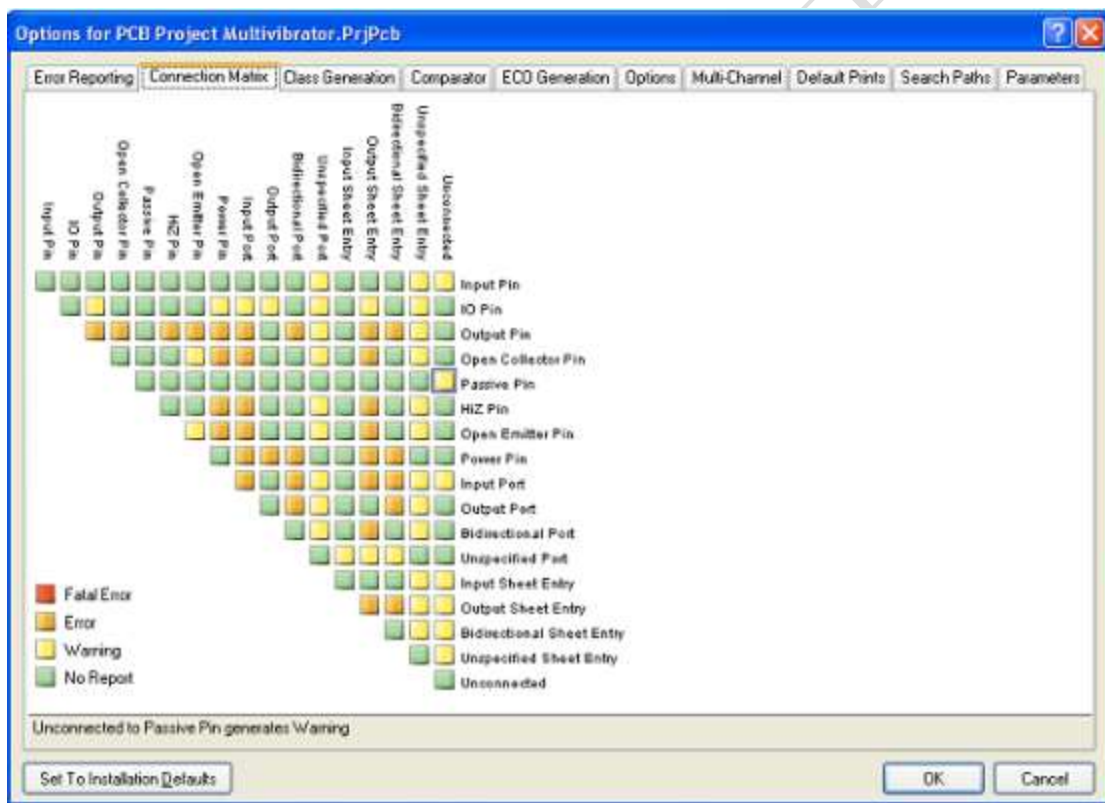 Options for PCB Project Multivibrator.PrjPcb
Error Reporting Connection Matrix Class Generation Comparator ECO Generation Options Multi-Channel Default Prints Search Paths Parameters
Input Pin
IO Pin
Output Pin
Open Collector Pin
Passive Pin
HiZ Pin
Open Emitter Pin
Power Pin
Input Port
Output Port
Bidirectional Port
Unspecified Port
Input Sheet Entry
Output Sheet Entry
Bidirectional Sheet Entry
Unspecified Sheet Entry
Unconnected
Input Pin
IO Pin
Output Pin
Open Collector Pin
Passive Pin
HiZ Pin
Open Emitter Pin
Power Pin
Input Port
Output Port
Bidirectional Port
Unspecified Port
Input Sheet Entry
Output Sheet Entry
Bidirectional Sheet Entry
Unspecified Sheet Entry
Unconnected
Fatal Error
Error
Warning
No Report
Unconnected to Passive Pin generates Warning
Set To Installation Defaults
OK
Cancel